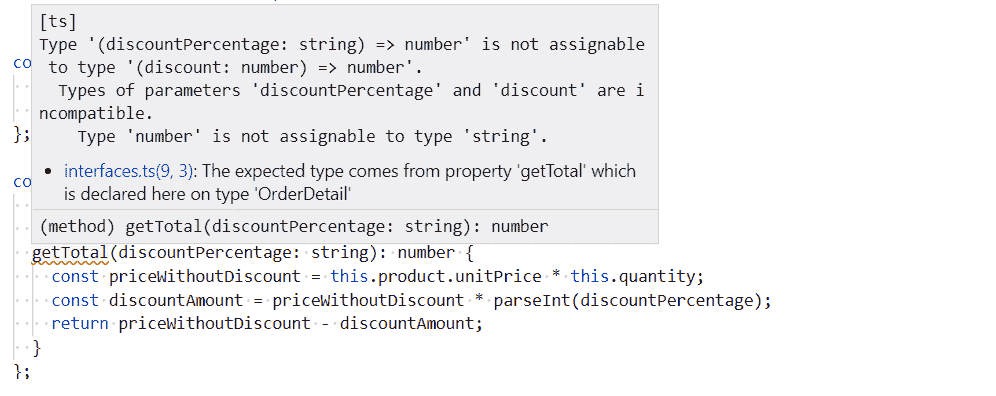 [ts]
Type '(discountPercentage: string) => number' is not assignable
to type '(discount: number) => number'.
Types of parameters 'discountPercentage' and 'discount' are i
ncompatible.
Type 'number' is not assignable to type 'string'.
co
};
• interfaces.ts(9, 3): The expected type comes from property 'getTotal' which
co
is declared here on type 'OrderDetail'
(method) getTotal(discountPercentage: string): number
getTotal(discountPercentage: string): number {
const priceWithoutDiscount = this.product.unitPrice * this.quantity;
const discountAmount = priceWithoutDiscount * parseInt(discountPercentage);
return priceWithoutDiscount - discountAmount;
}
};